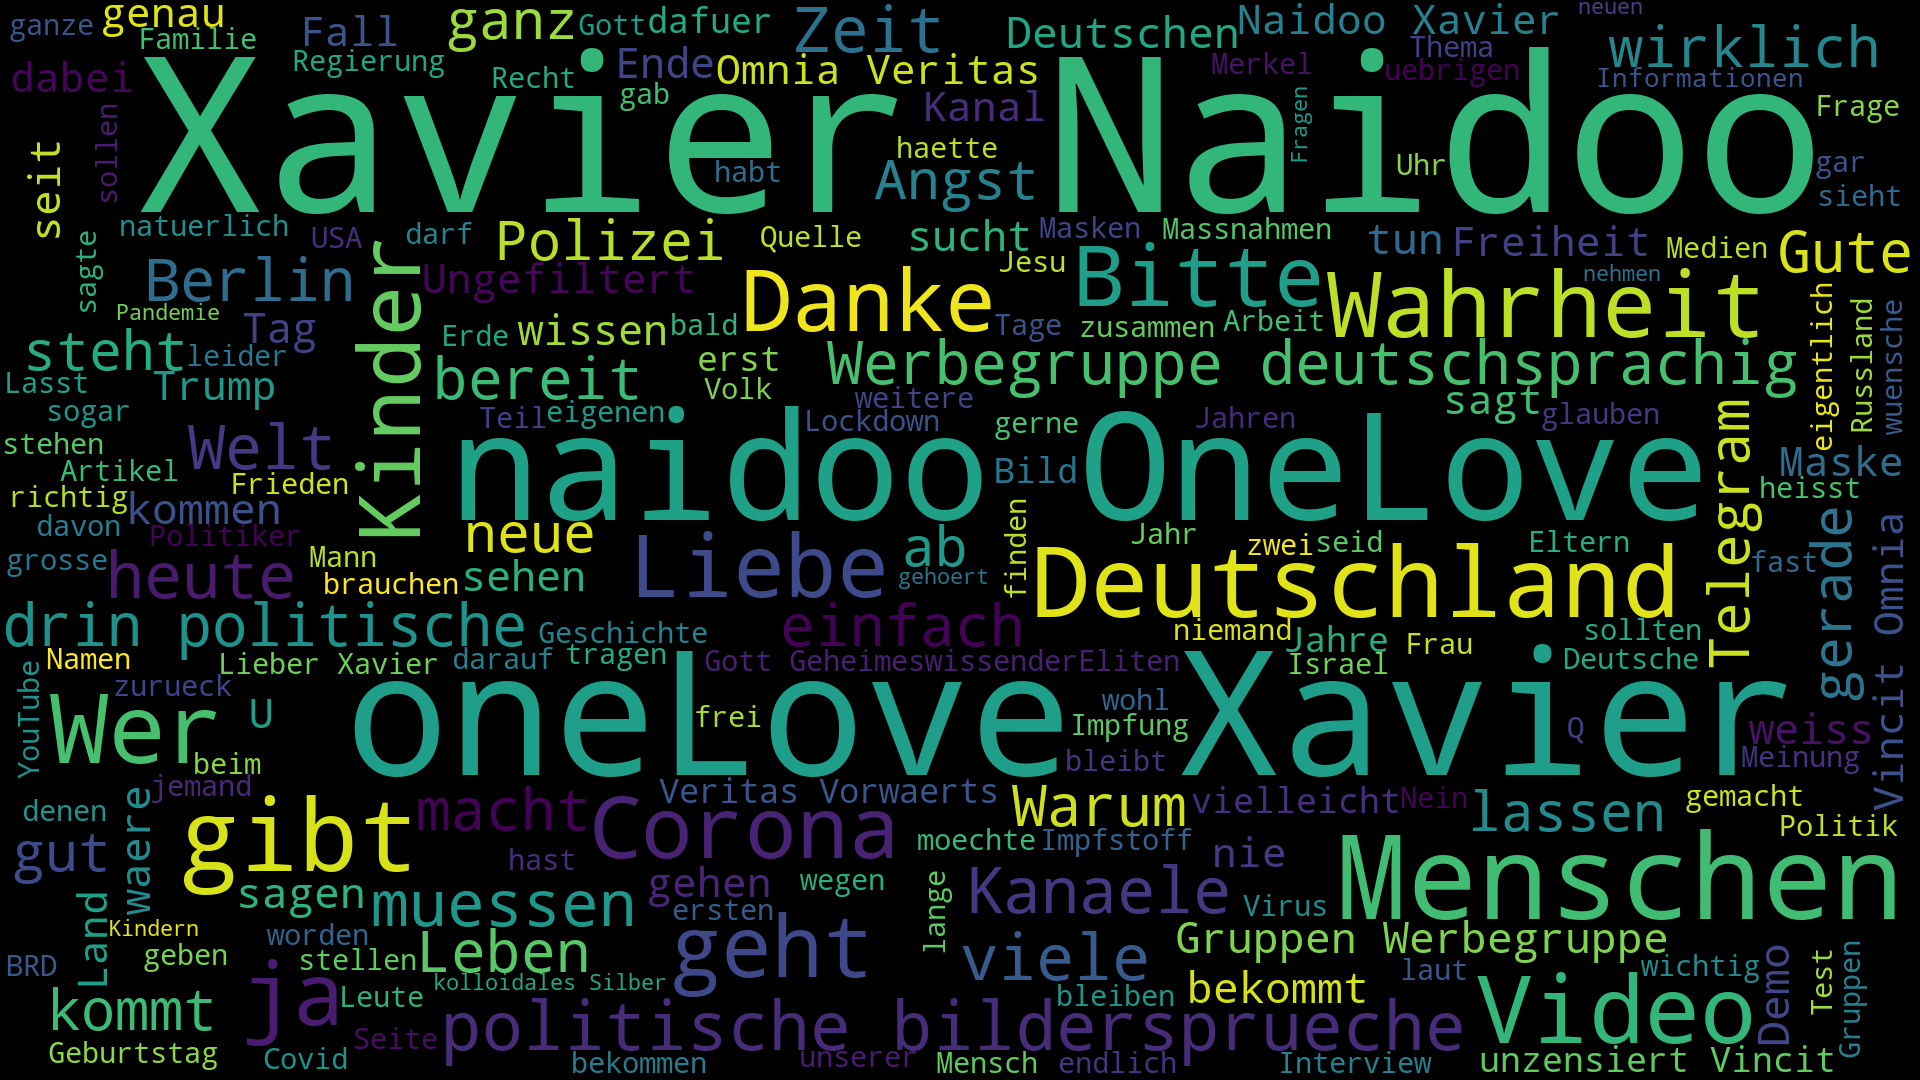 ganze genau Familie Fall ganz Gott dafuer Zeit Deutschen Naidoo Xavier neuen
dabei Regierung Recht gab Ende Omnia Veritas Kanal Merkel Thema uebrigen wirklich Informationen Frage
Xavier Naidoo
seit sollen habt haette Angst Fragen Uhr gar sieht
natuerlich USA darf Polizei Quelle sucht Masken Massnahmen tun Freiheit Medien Gute
sagte Berlin Kinder Ungefiltert Danke Jesu Bitte Wahrheit nehmen
Pandemie Tag Erde wissen bald Tage zusammen Arbeit eigentlich Russland wuensche
steht leider bereit erst Volk Werbegruppe deutschsprachig
Lasst Trump sogar Teil eigenen weitere Lockdown gerne Jahren sagt glauben
stehen Welt naidoo OneLove Telegram Maske
Artikel Frieden Bild heisst
richtig kommen davon Politiker neue finden Jahr zwei seid Eltern gerade
grosse heute Mann brauchen sehen Liebe ab gehoert Deutschland fast Vincit Omnia
drin politische Geschichte einfach niemand Jahre Frau sollten
Namen Lieber Xavier darauf tragen Gott GeheimeswissenderEliten Israel Deutsche
YouTube zurueck Wer U oneLove frei wohl Impfung Xavier Q weiss
beim bleibt Meinung
jemand denen waere gibt macht Corona Veritas Vorwaerts Warum vielleicht Nein lassen gemacht Politik
gut hast moechte Impfstoff nie Menschen
Land sagen muessen gehen wegen lange Kanaele Virus
Kindern worden ersten
BRD geben stellen Leben geht viele Gruppen Werbegruppe
kommt ja Leute kolloidales Silber bleiben bekommt laut wichtig Video Demo Test Gruppen
Geburtstag Covid Seite politische bildersprueche
bekommen unserer Mensch endlich Interview unzensiert Vincit